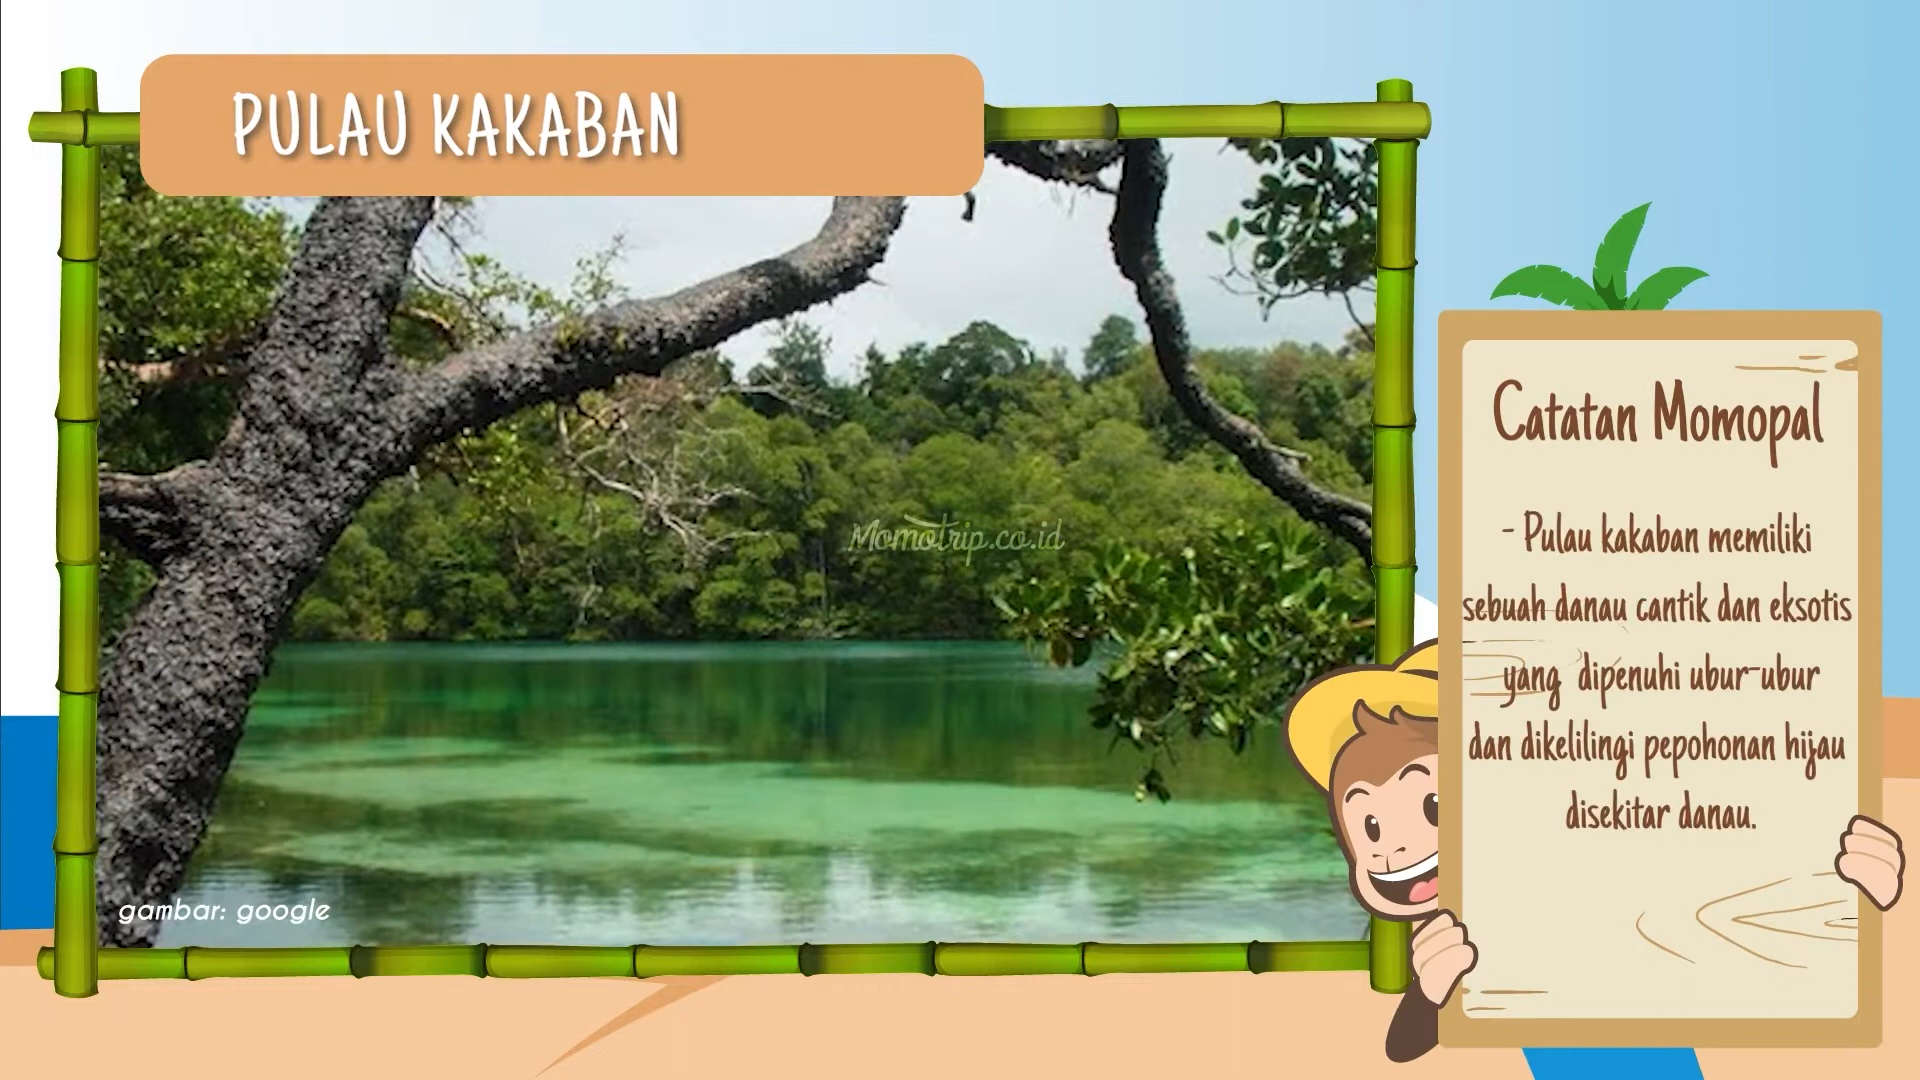 PULAU KAKABAN
Momotrip.co.id
gambar: google
Catatan Momopal
- Pulau kakaban memiliki
sebuah danau cantik dan eksotis
yang dipenuhi ubur-ubur
dan dikelilingi pepohonan hijau
disekitar danau.